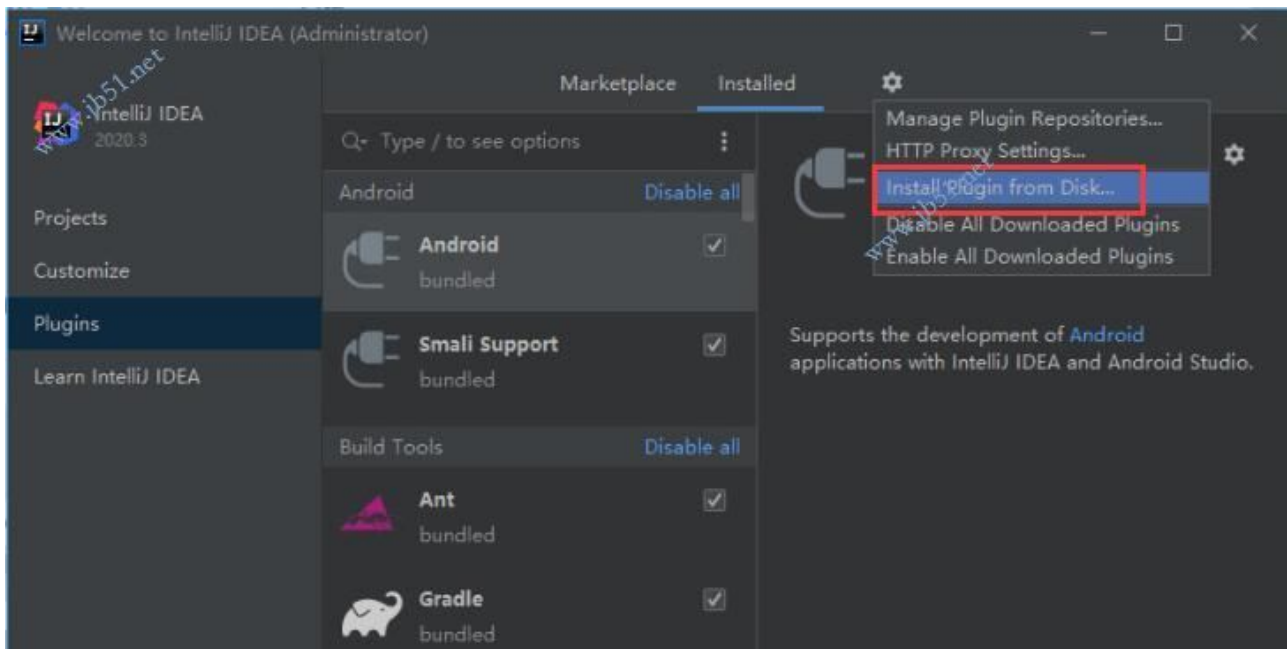 Welcome to IntelliJ IDEA (Administrator)
IntelliJ IDEA
2020.3
Projects
Customize
Plugins
Learn IntelliJ IDEA
Marketplace
Installed
Type / to see options
Android
Disable all
Android
bundled
Smali Support
bundled
Build Tools
Disable all
Ant
bundled
Gradle
bundled
Manage Plugin Repositories...
HTTP Proxy Settings...
Install Plugin from Disk...
Disable All Downloaded Plugins
Enable All Downloaded Plugins
Supports the development of Android
applications with IntelliJ IDEA and Android Studio.
www.jb51.net
www.jb51.net